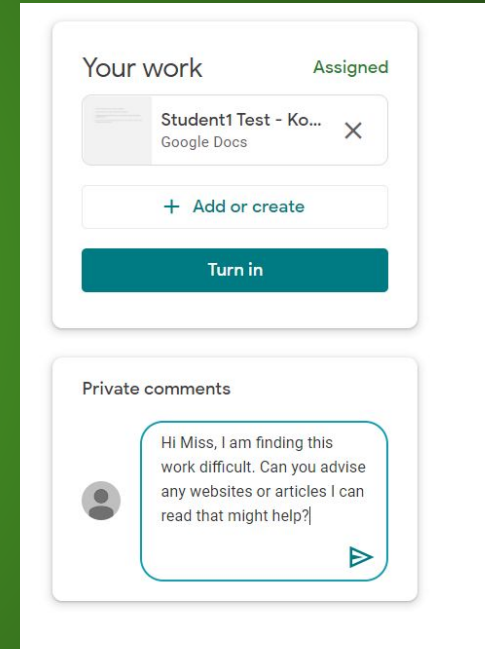 Your work
Assigned
Student1 Test - Ko...
Google Docs
+ Add or create
Turn in
Private comments
Hi Miss, I am finding this
work difficult. Can you advise
any websites or articles I can
read that might help?